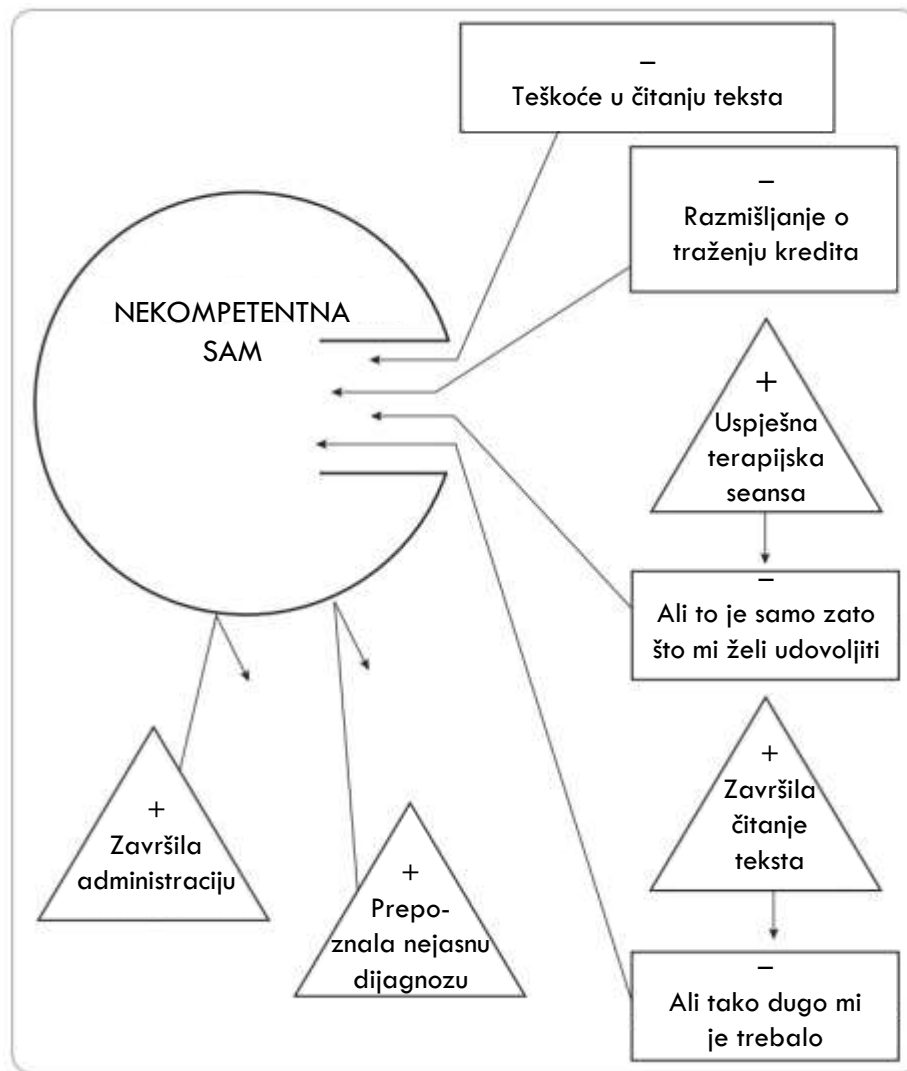 –
Teškoće u čitanju teksta
–
Razmišljanje o
traženju kredita
NEKOMPETENTNA
SAM
+
Uspješna
terapijska
seansa
–
Ali to je samo zato
što mi želi udovoljiti
+
Završila
čitanje
teksta
–
Ali tako dugo mi
je trebalo
+
Završila
administraciju
+
Prepo-
znala nejasnu
dijagnozu